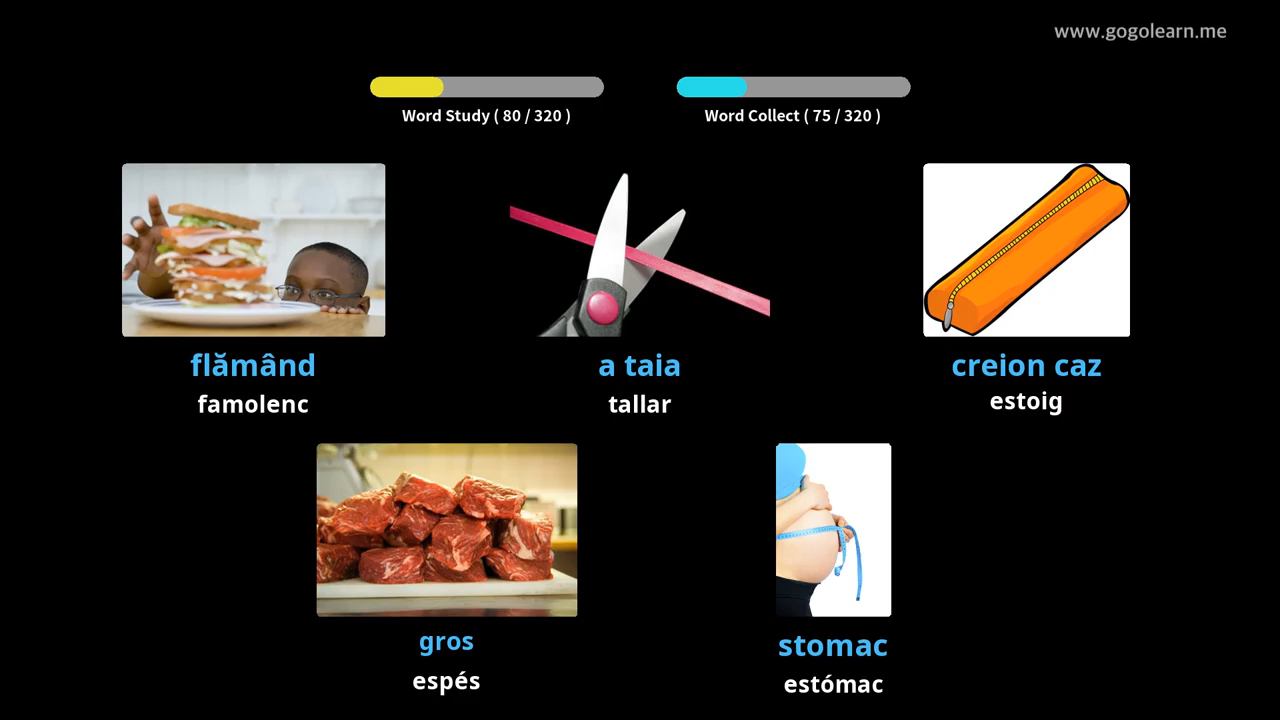 www.gogolearn.me
Word Study ( 80 / 320 )
Word Collect ( 75 / 320 )
flămând
famolenc
a taia
tallar
creion caz
estoig
gros
espés
stomac
estómac